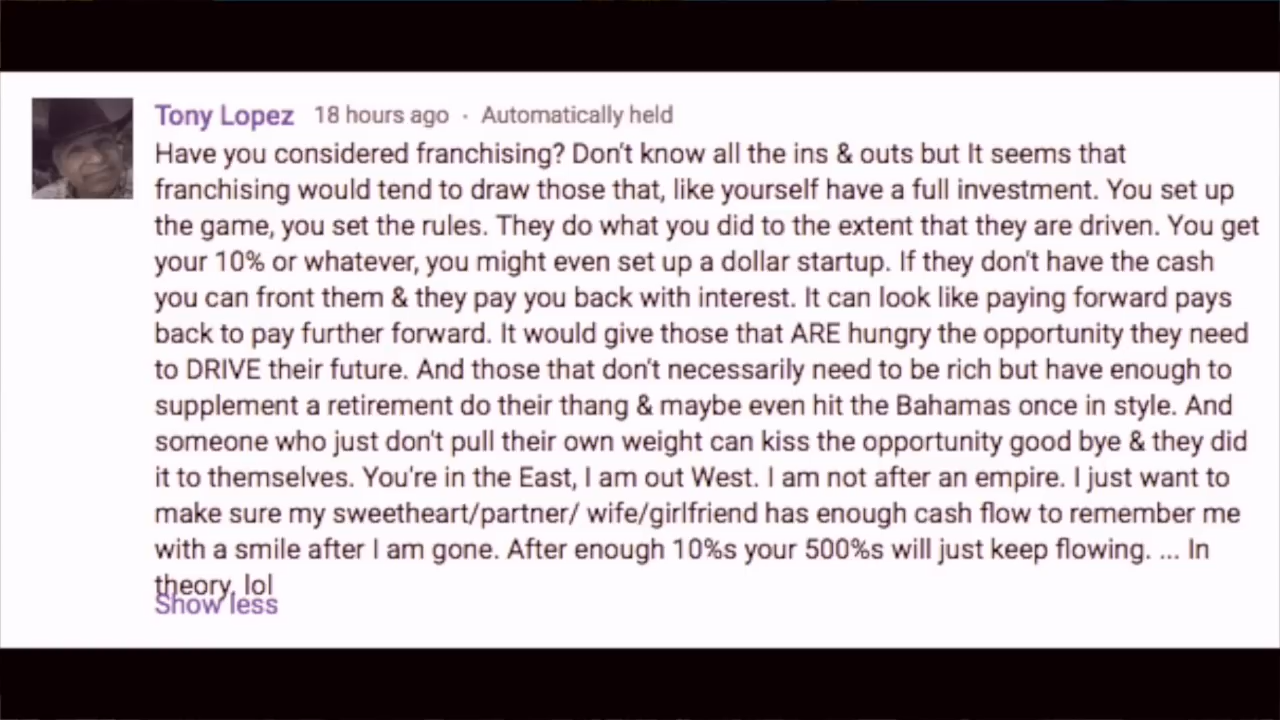 Tony Lopez 18 hours ago · Automatically held
Have you considered franchising? Don't know all the ins & outs but It seems that
franchising would tend to draw those that, like yourself have a full investment. You set up
the game, you set the rules. They do what you did to the extent that they are driven. You get
your 10% or whatever, you might even set up a dollar startup. If they don't have the cash
you can front them & they pay you back with interest. It can look like paying forward pays
back to pay further forward. It would give those that ARE hungry the opportunity they need
to DRIVE their future. And those that don't necessarily need to be rich but have enough to
supplement a retirement do their thang & maybe even hit the Bahamas once in style. And
someone who just don't pull their own weight can kiss the opportunity good bye & they did
it to themselves. You're in the East, I am out West. I am not after an empire. I just want to
make sure my sweetheart/partner/ wife/girlfriend has enough cash flow to remember me
with a smile after I am gone. After enough 10%s your 500%s will just keep flowing. ... In
theory, lol
Show less